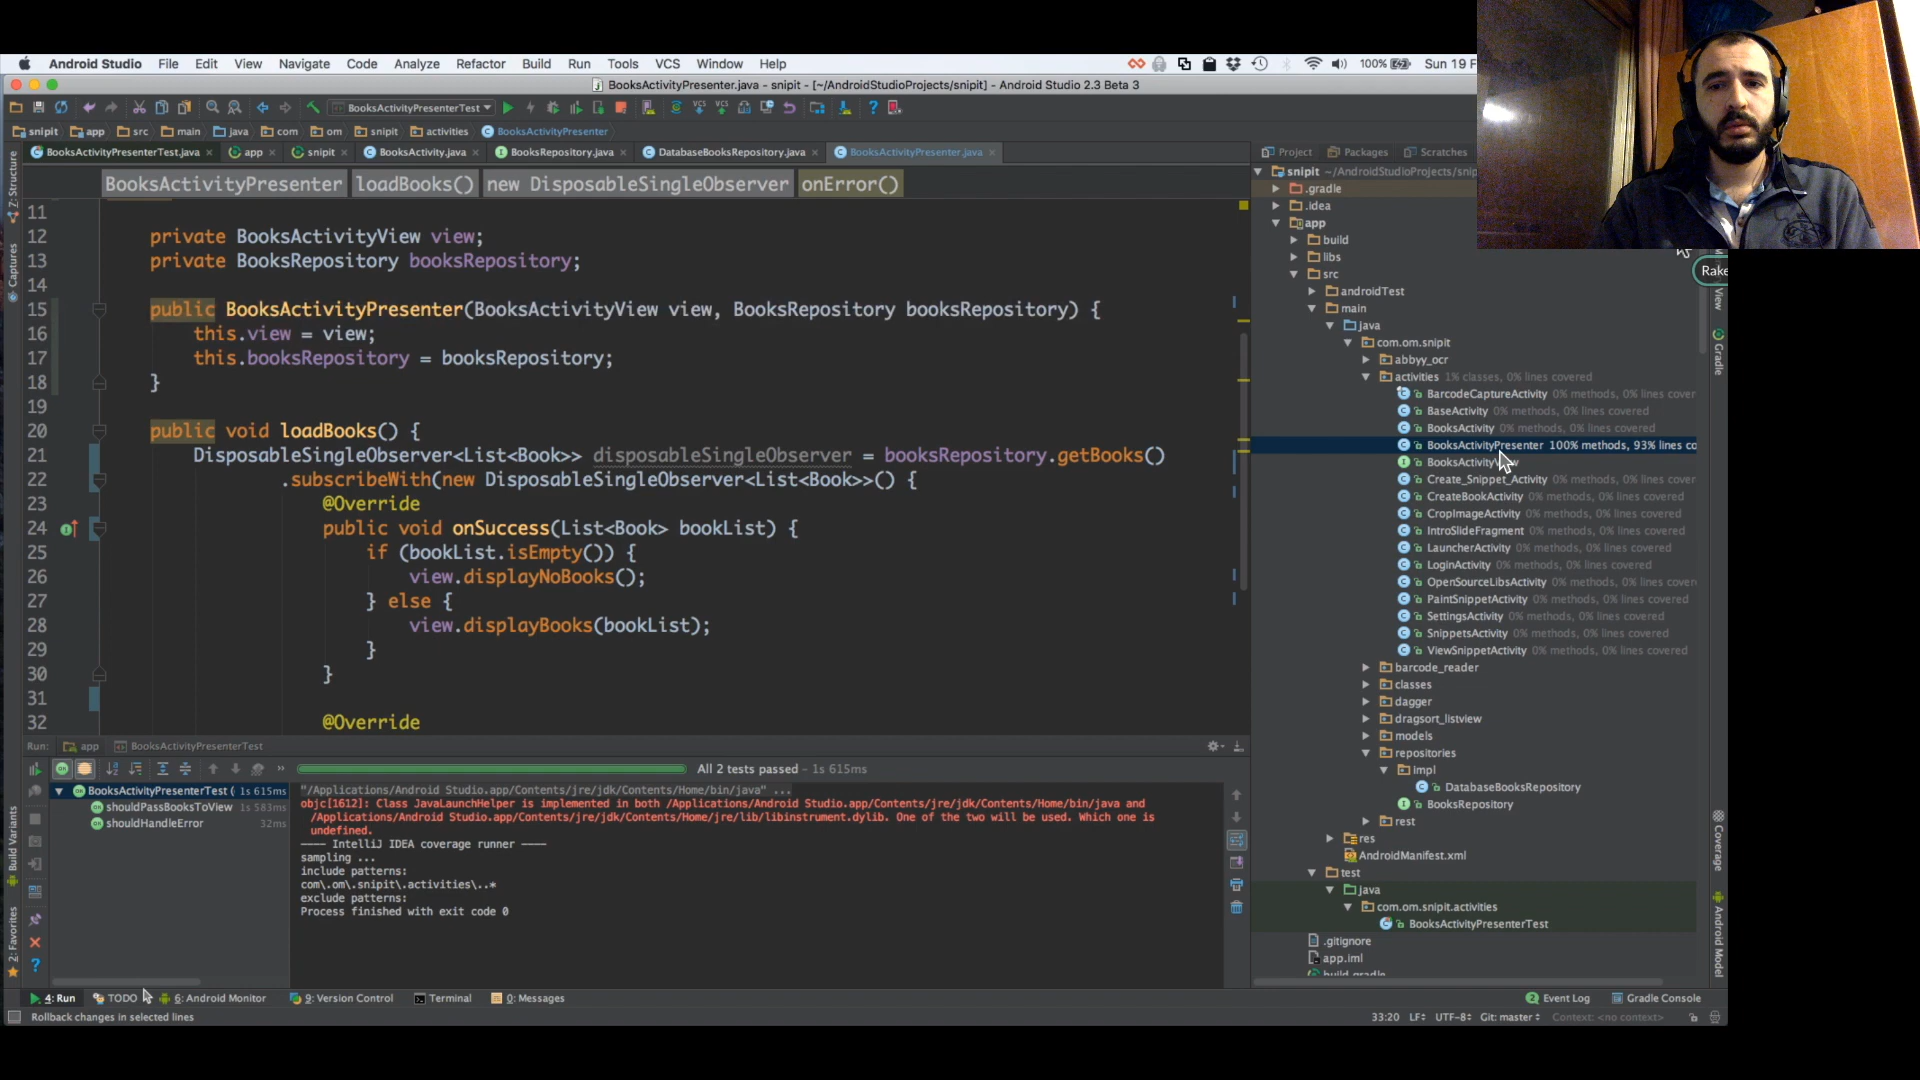 Android Studio File Edit View Navigate Code Analyze Refactor Build Run Tools VCS Window Help 100% Sun 19 F
BooksActivityPresenter.java - snipit - [~/AndroidStudioProjects/snipit] - Android Studio 2.3 Beta 3
BooksActivityPresenterTest
snipit app src main java com om snipit activities BooksActivityPresenter
BooksActivityPresenterTest.java app snipit BooksActivity.java BooksRepository.java DatabaseBooksRepository.java BooksActivityPresenter.java
BooksActivityPresenter loadBooks() new DisposableSingleObserver onError()
11
12 private BooksActivityView view;
13 private BooksRepository booksRepository;
14
15 public BooksActivityPresenter(BooksActivityView view, BooksRepository booksRepository) {
16 this.view = view;
17 this.booksRepository = booksRepository;
18 }
19
20 public void loadBooks() {
21 DisposableSingleObserver<List<Book>> disposableSingleObserver = booksRepository.getBooks()
22 .subscribeWith(new DisposableSingleObserver<List<Book>>() {
23 @Override
24 public void onSuccess(List<Book> bookList) {
25 if (bookList.isEmpty()) {
26 view.displayNoBooks();
27 } else {
28 view.displayBooks(bookList);
29 }
30 }
31
32 @Override
Run: app BooksActivityPresenterTest
All 2 tests passed – 1s 615ms
BooksActivityPresenterTest ( 1s 615ms
shouldPassBooksToView 1s 583ms
shouldHandleError 32ms
"/Applications/Android Studio.app/Contents/jre/jdk/Contents/Home/bin/java" ...
objc[1612]: Class JavaLaunchHelper is implemented in both /Applications/Android Studio.app/Contents/jre/jdk/Contents/Home/bin/java and
/Applications/Android Studio.app/Contents/jre/jdk/Contents/Home/jre/lib/libinstrument.dylib. One of the two will be used. Which one is
undefined.
---- IntelliJ IDEA coverage runner ----
sampling ...
include patterns:
com\.om\.snipit\.activities\..*
exclude patterns:
Process finished with exit code 0
Project Packages Scratches
snipit ~/AndroidStudioProjects/snip
.gradle
.idea
app
build
libs
src
androidTest
main
java
com.om.snipit
abbyy_ocr
activities 1% classes, 0% lines covered
BarcodeCaptureActivity 0% methods, 0% lines cover
BaseActivity 0% methods, 0% lines covered
BooksActivity 0% methods, 0% lines covered
BooksActivityPresenter 100% methods, 93% lines co
Create_Snippet_Activity 0% methods, 0% lines covered
CreateBookActivity 0% methods, 0% lines covered
CropImageActivity 0% methods, 0% lines covered
IntroSlideFragment 0% methods, 0% lines covered
LauncherActivity 0% methods, 0% lines covered
LoginActivity 0% methods, 0% lines covered
OpenSourceLibsActivity 0% methods, 0% lines cover
PaintSnippetActivity 0% methods, 0% lines covered
SettingsActivity 0% methods, 0% lines covered
SnippetsActivity 0% methods, 0% lines covered
ViewSnippetActivity 0% methods, 0% lines covered
barcode_reader
classes
dagger
dragsort_listview
models
repositories
impl
DatabaseBooksRepository
BooksRepository
rest
res
AndroidManifest.xml
test
java
com.om.snipit.activities
BooksActivityPresenterTest
.gitignore
app.iml
build.gradle
Z: Structure
Captures
Build Variants
2: Favorites
Rake
View
Gradle
Coverage
Android Model
4: Run TODO 6: Android Monitor 9: Version Control Terminal 0: Messages 2 Event Log Gradle Console
Rollback changes in selected lines 33:20 LF÷ UTF-8÷ Git: master÷ Context: <no context>